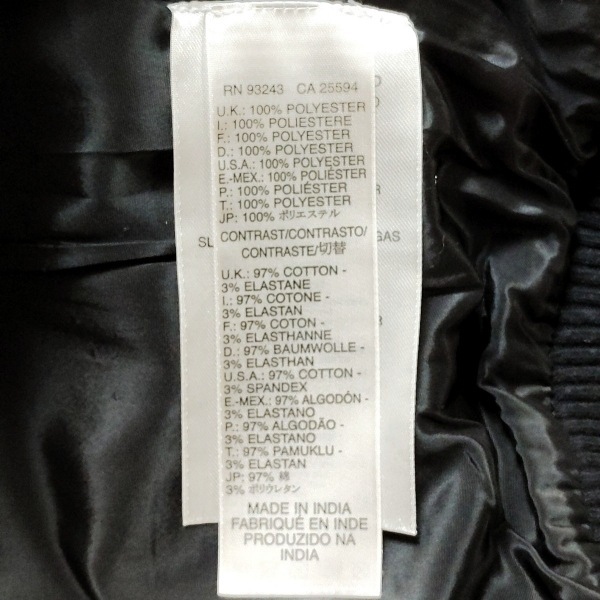 RN 93243 CA 25594
U.K.: 100% POLYESTER
I.: 100% POLIESTERE
F.: 100% POLYESTER
D.: 100% POLYESTER
U.S.A.: 100% POLYESTER
E.-MEX.: 100% POLIÉSTER
P.: 100% POLIÉSTER
T.: 100% POLYESTER
JP: 100% ポリエステル
CONTRAST/CONTRASTO/
CONTRASTE/切替
U.K.: 97% COTTON -
3% ELASTANE
I.: 97% COTONE -
3% ELASTAN
F.: 97% COTON -
3% ELASTHANNE
D.: 97% BAUMWOLLE -
3% ELASTHAN
U.S.A.: 97% COTTON -
3% SPANDEX
E.-MEX.: 97% ALGODÓN -
3% ELASTANO
P.: 97% ALGODÃO -
3% ELASTANO
T.: 97% PAMUKLU -
3% ELASTAN
JP: 97% 綿
3% ポリウレタン
MADE IN INDIA
FABRIQUÉ EN INDE
PRODUZIDO NA
INDIA